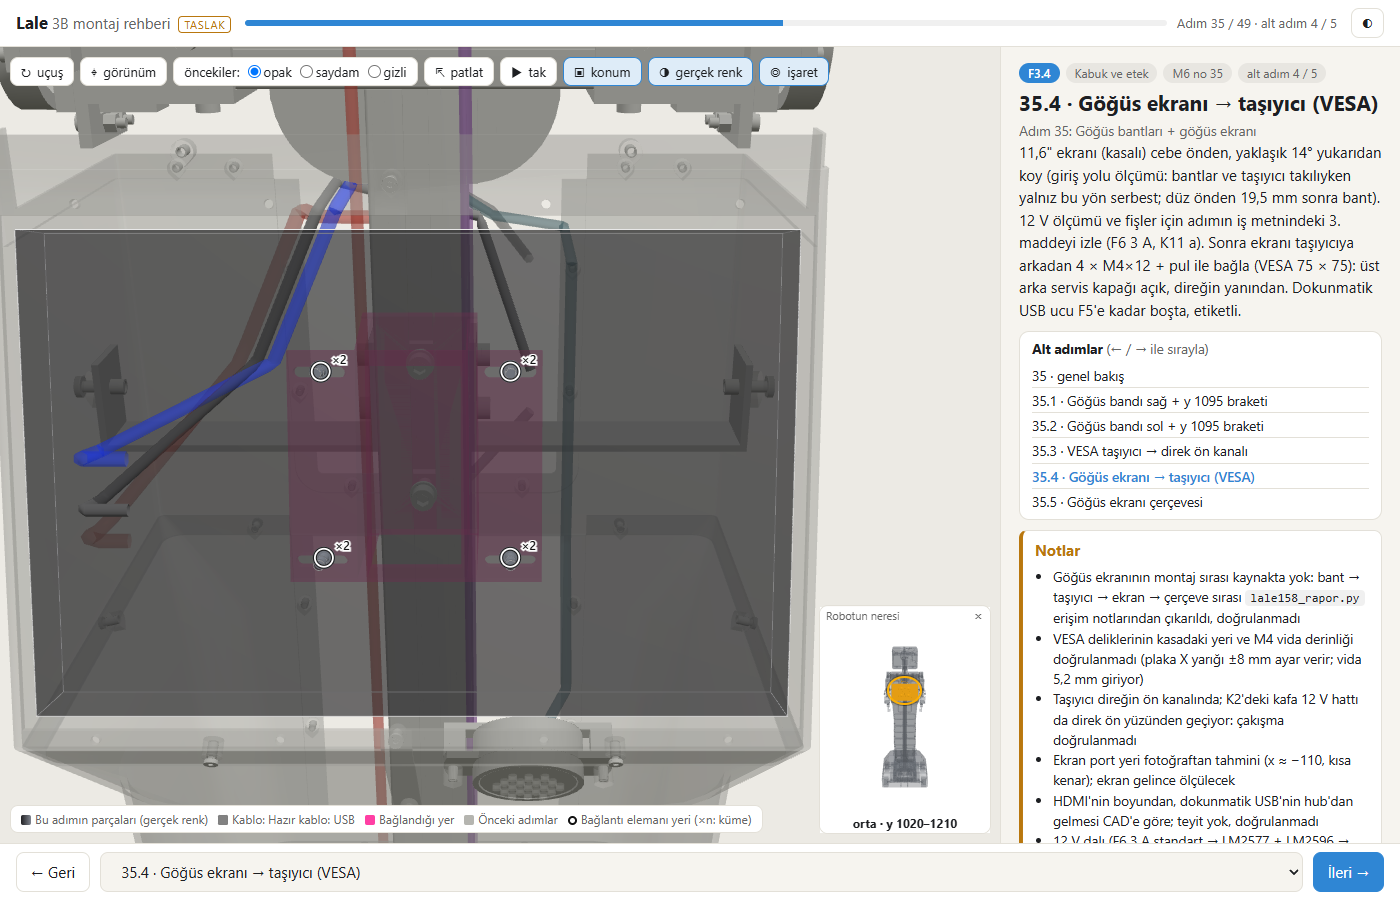 Lale 3B montaj rehberi TASLAK
Adım 35 / 49 · alt adım 4 / 5
↻ uçuş
⌖ görünüm
öncekiler: opak saydam gizli
↸ patlat
▶ tak
▣ konum
◑ gerçek renk
◎ işaret
×2
×2
×2
×2
Robotun neresi ×
orta · y 1020–1210
Bu adımın parçaları (gerçek renk)
Kablo: Hazır kablo: USB
Bağlandığı yer
Önceki adımlar
Bağlantı elemanı yeri (×n: küme)
F3.4 Kabuk ve etek M6 no 35 alt adım 4 / 5
35.4 · Göğüs ekranı → taşıyıcı (VESA)
Adım 35: Göğüs bantları + göğüs ekranı
11,6" ekranı (kasalı) cebe önden, yaklaşık 14° yukarıdan
koy (giriş yolu ölçümü: bantlar ve taşıyıcı takılıyken
yalnız bu yön serbest; düz önden 19,5 mm sonra bant).
12 V ölçümü ve fişler için adımın iş metnindeki 3.
maddeyi izle (F6 3 A, K11 a). Sonra ekranı taşıyıcıya
arkadan 4 × M4×12 + pul ile bağla (VESA 75 × 75): üst
arka servis kapağı açık, direğin yanından. Dokunmatik
USB ucu F5'e kadar boşta, etiketli.
Alt adımlar (← / → ile sırayla)
35 · genel bakış
35.1 · Göğüs bandı sağ + y 1095 braketi
35.2 · Göğüs bandı sol + y 1095 braketi
35.3 · VESA taşıyıcı → direk ön kanalı
35.4 · Göğüs ekranı → taşıyıcı (VESA)
35.5 · Göğüs ekranı çerçevesi
Notlar
• Göğüs ekranının montaj sırası kaynakta yok: bant →
taşıyıcı → ekran → çerçeve sırası lale158_rapor.py
erişim notlarından çıkarıldı, doğrulanmadı
• VESA deliklerinin kasadaki yeri ve M4 vida derinliği
doğrulanmadı (plaka X yarığı ±8 mm ayar verir; vida
5,2 mm giriyor)
• Taşıyıcı direğin ön kanalında; K2'deki kafa 12 V hattı
da direk ön yüzünden geçiyor: çakışma
doğrulanmadı
• Ekran port yeri fotoğraftan tahmini (x ≈ −110, kısa
kenar); ekran gelince ölçülecek
• HDMI'nin boyundan, dokunmatik USB'nin hub'dan
gelmesi CAD'e göre; teyit yok, doğrulanmadı
• 12 V dalı (F6 3 A standart → LM2577 + LM2596 →
← Geri
35.4 · Göğüs ekranı → taşıyıcı (VESA)
İleri →